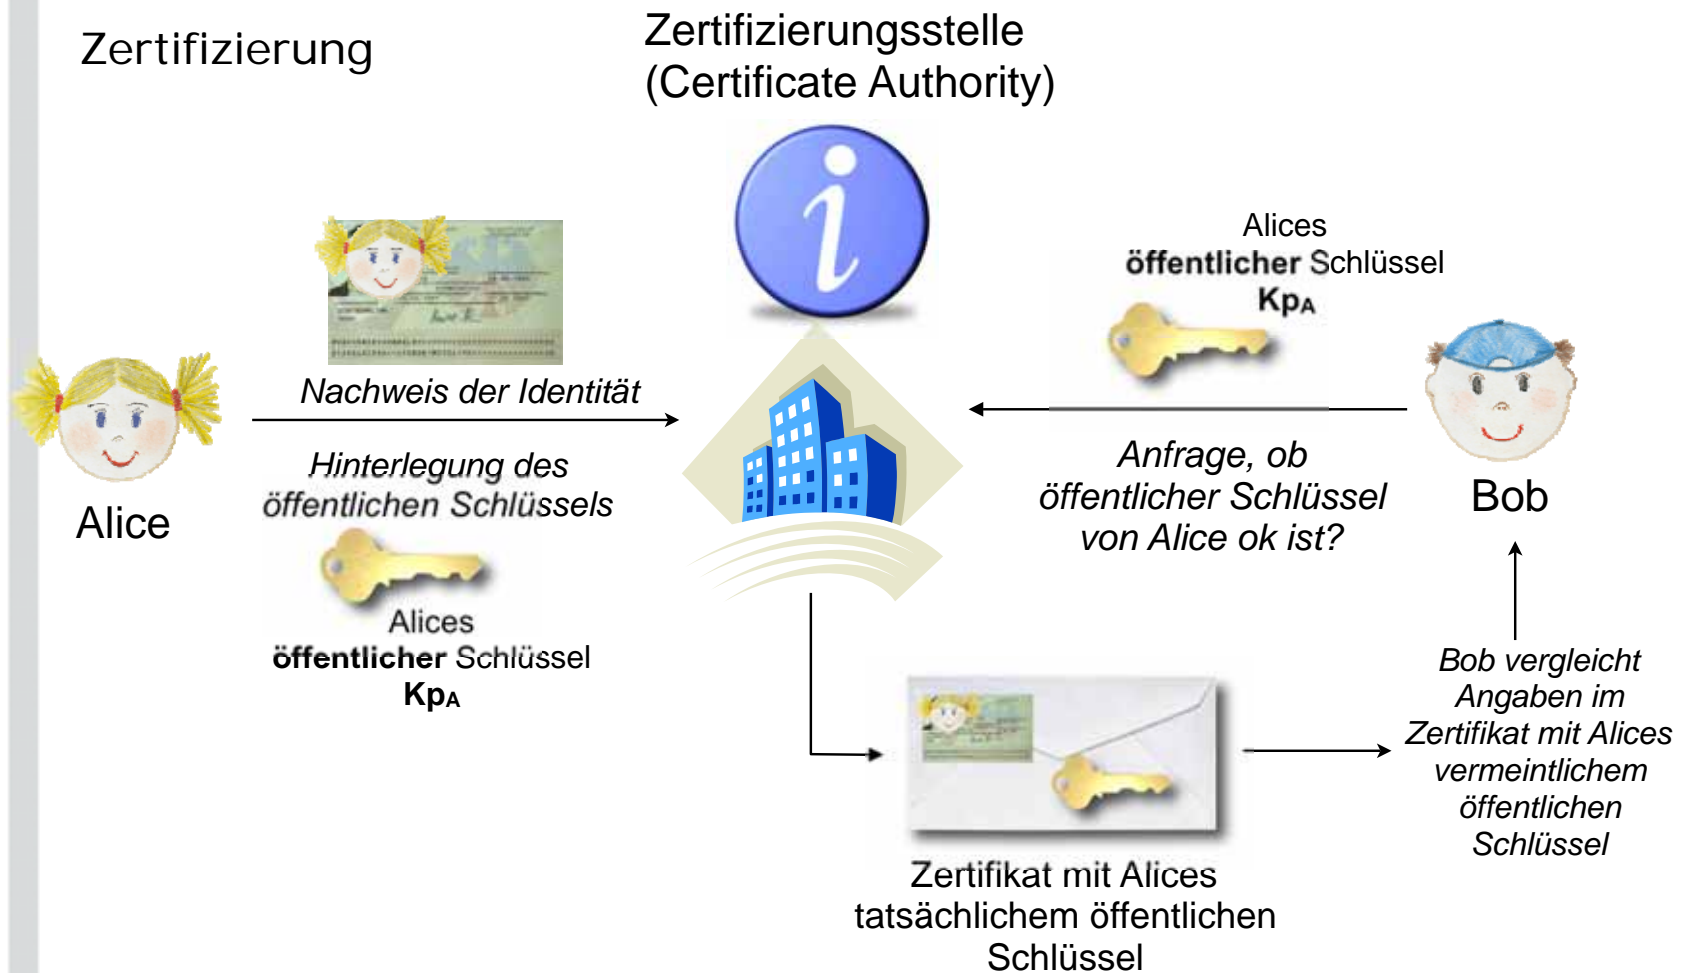 Zertifizierung
Zertifizierungsstelle
(Certificate Authority)
Nachweis der Identität
Hinterlegung des
öffentlichen Schlüssels
Alices
öffentlicher Schlüssel
KpA
Alice
Alices
öffentlicher Schlüssel
KpA
Anfrage, ob
öffentlicher Schlüssel
von Alice ok ist?
Bob
Bob vergleicht
Angaben im
Zertifikat mit Alices
vermeintlichem
öffentlichen
Schlüssel
Zertifikat mit Alices
tatsächlichem öffentlichen
Schlüssel